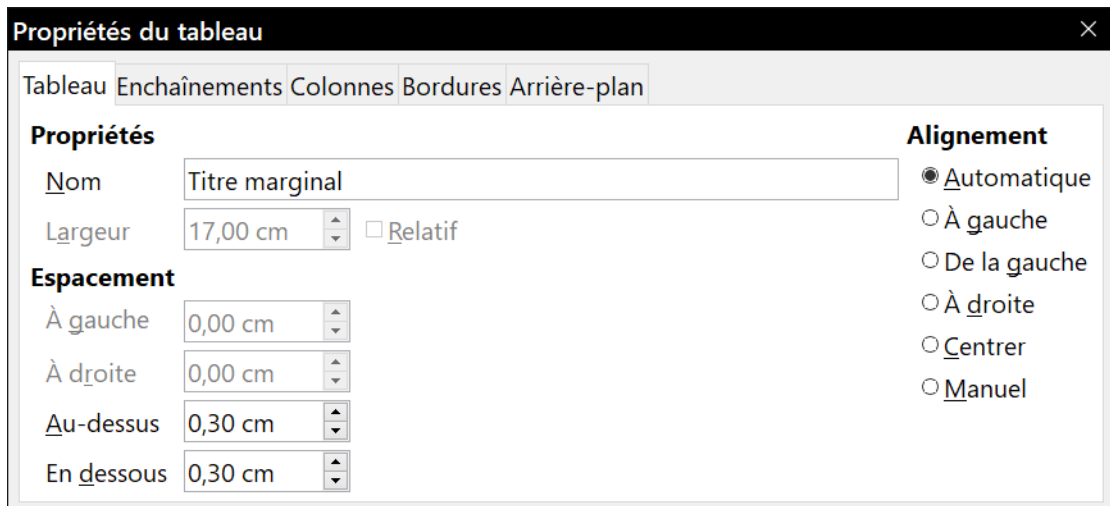 Propriétés du tableau
Tableau Enchaînements Colonnes Bordures Arrière-plan
Propriétés
Nom Titre marginal
Largeur 17,00 cm Relatif
Espacement
À gauche 0,00 cm
À droite 0,00 cm
Au-dessus 0,30 cm
En dessous 0,30 cm
Alignement
Automatique
À gauche
De la gauche
À droite
Centrer
Manuel